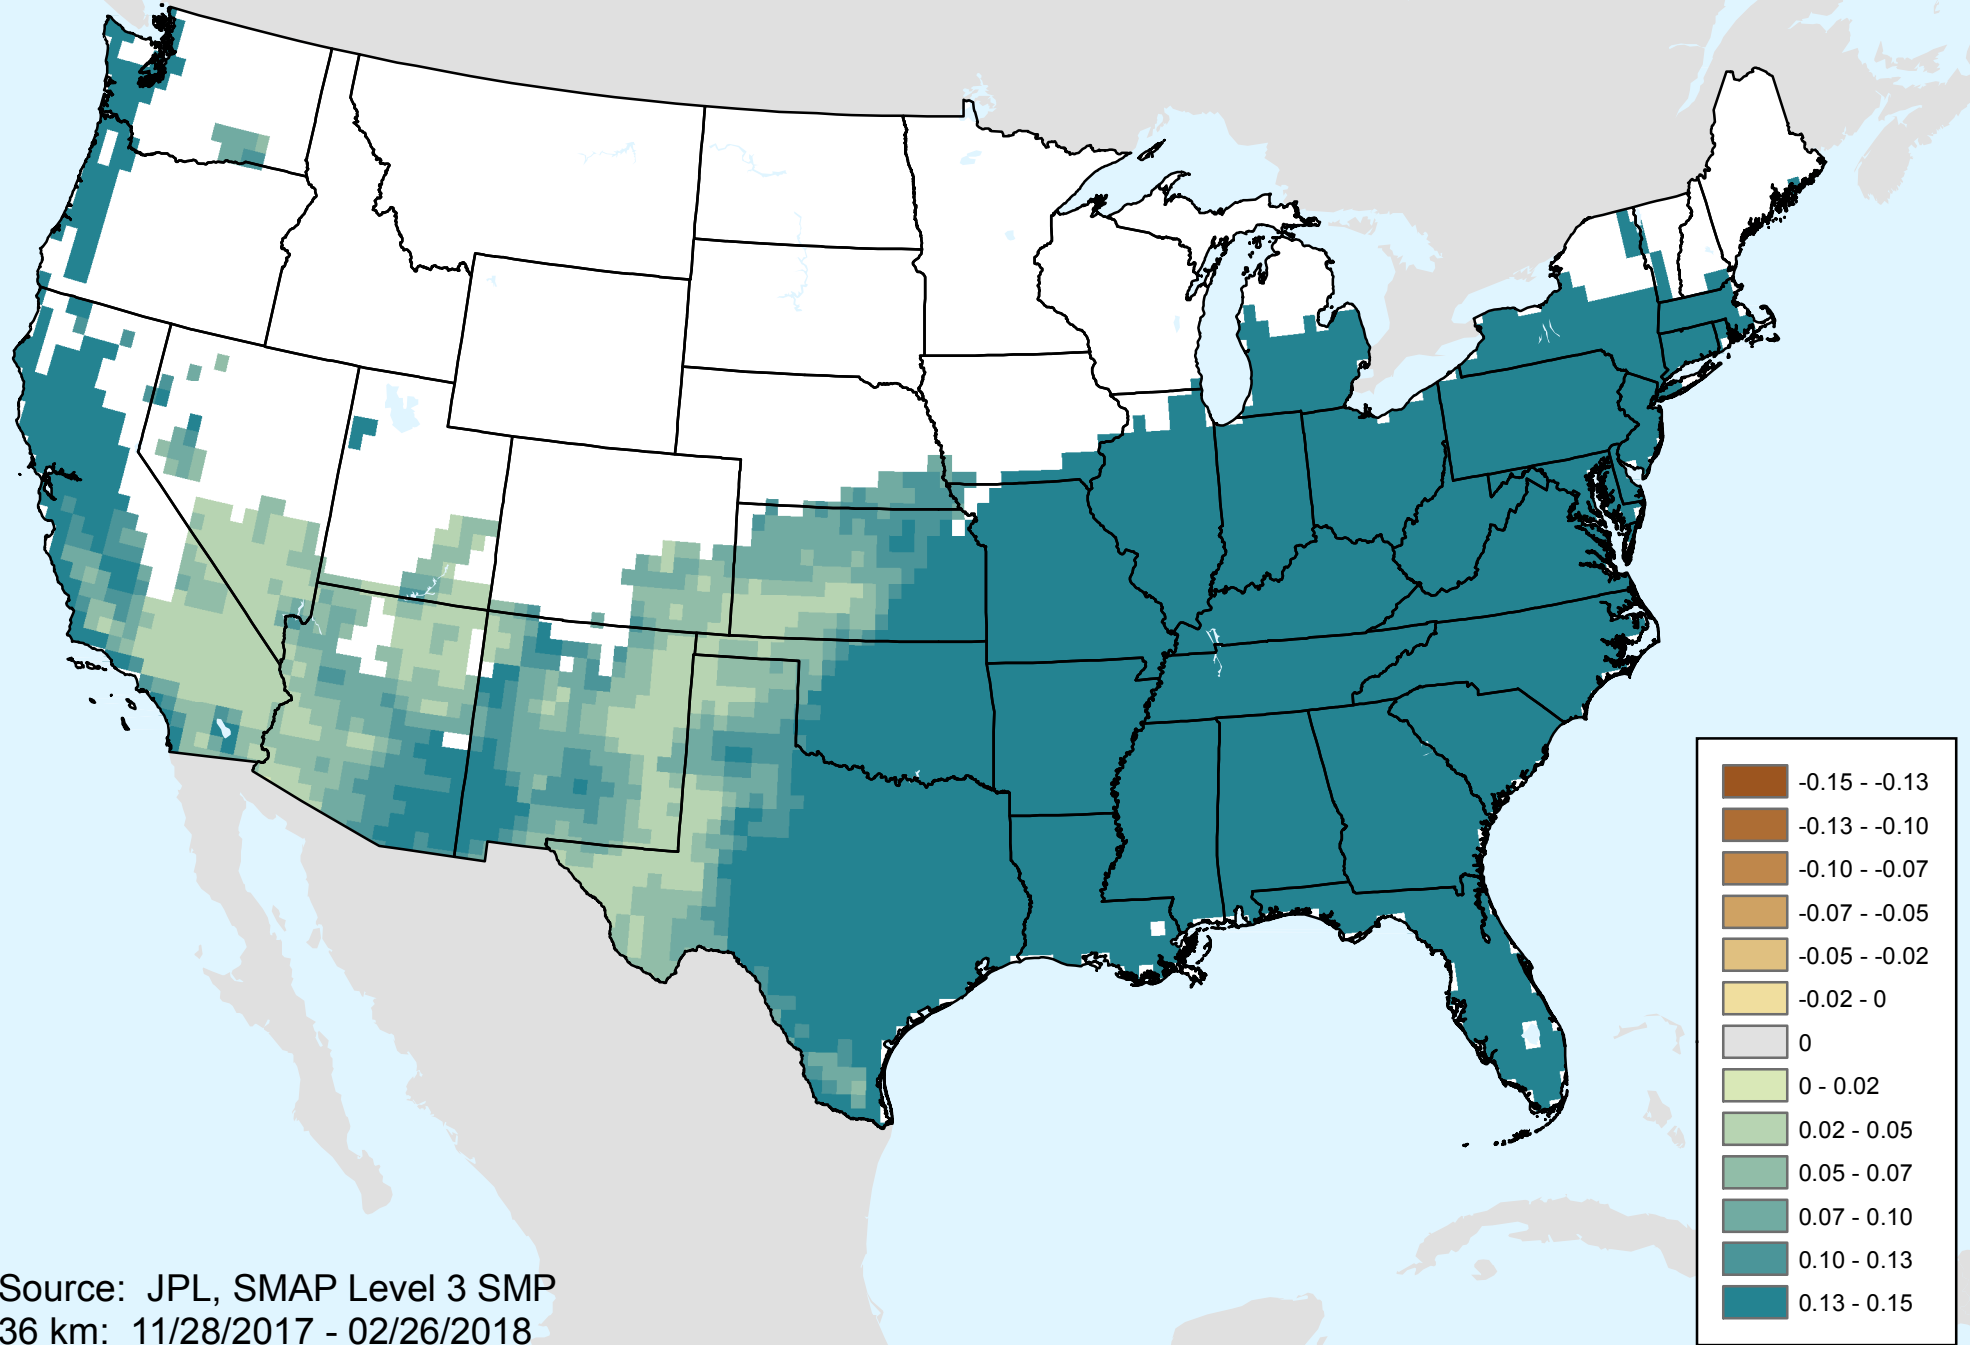 -0.15 - -0.13
-0.13 - -0.10
-0.10 - -0.07
-0.07 - -0.05
-0.05 - -0.02
-0.02 - 0
0
0 - 0.02
0.02 - 0.05
0.05 - 0.07
0.07 - 0.10
0.10 - 0.13
0.13 - 0.15
Source: JPL, SMAP Level 3 SMP
36 km: 11/28/2017 - 02/26/2018